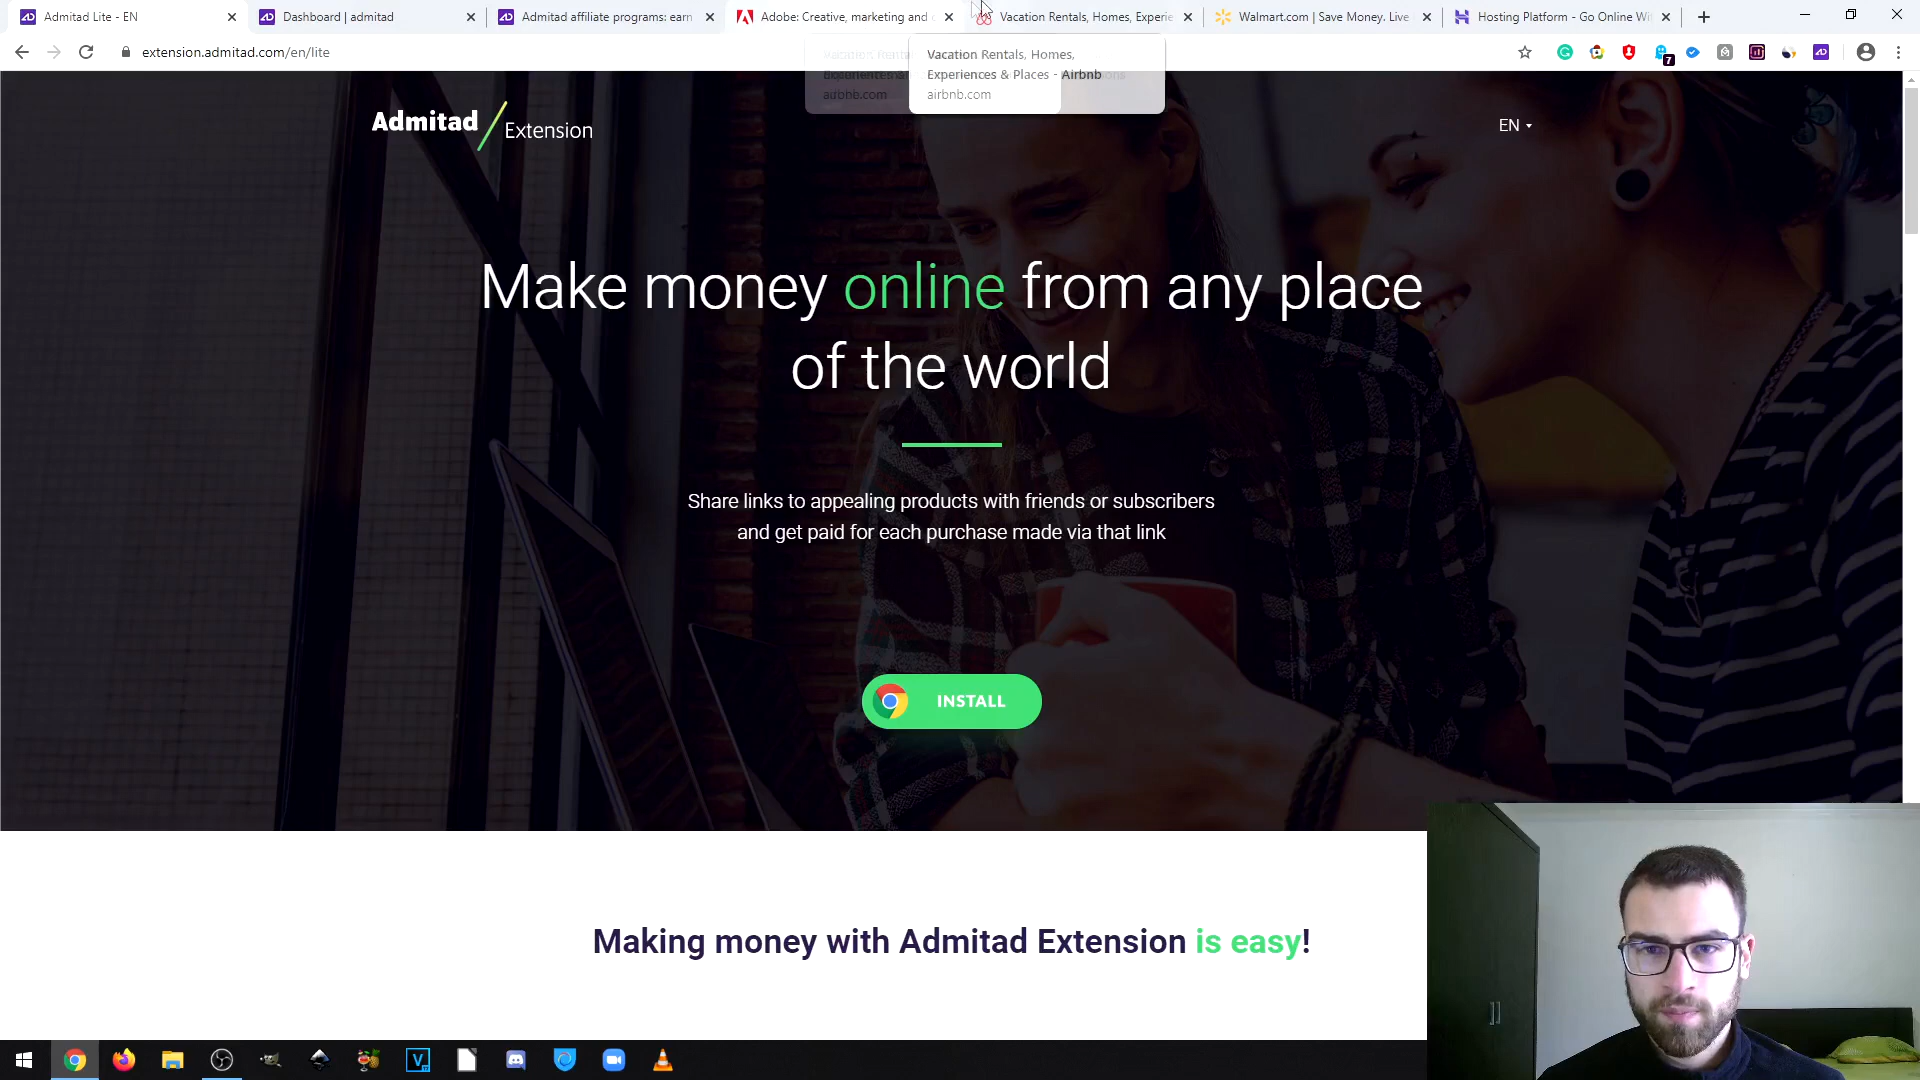 Admitad Lite - EN
Dashboard | admitad
Admitad affiliate programs: earn
Adobe: Creative, marketing and
Vacation Rentals, Homes, Experie
Walmart.com | Save Money. Live
Hosting Platform - Go Online Wi
extension.admitad.com/en/lite
7
Vacation Rentals, Homes,
Experiences & Places - Airbnb
airbnb.com
Admitad
Extension
EN
Make money online from any place
of the world
Share links to appealing products with friends or subscribers
and get paid for each purchase made via that link
INSTALL
Making money with Admitad Extension is easy!